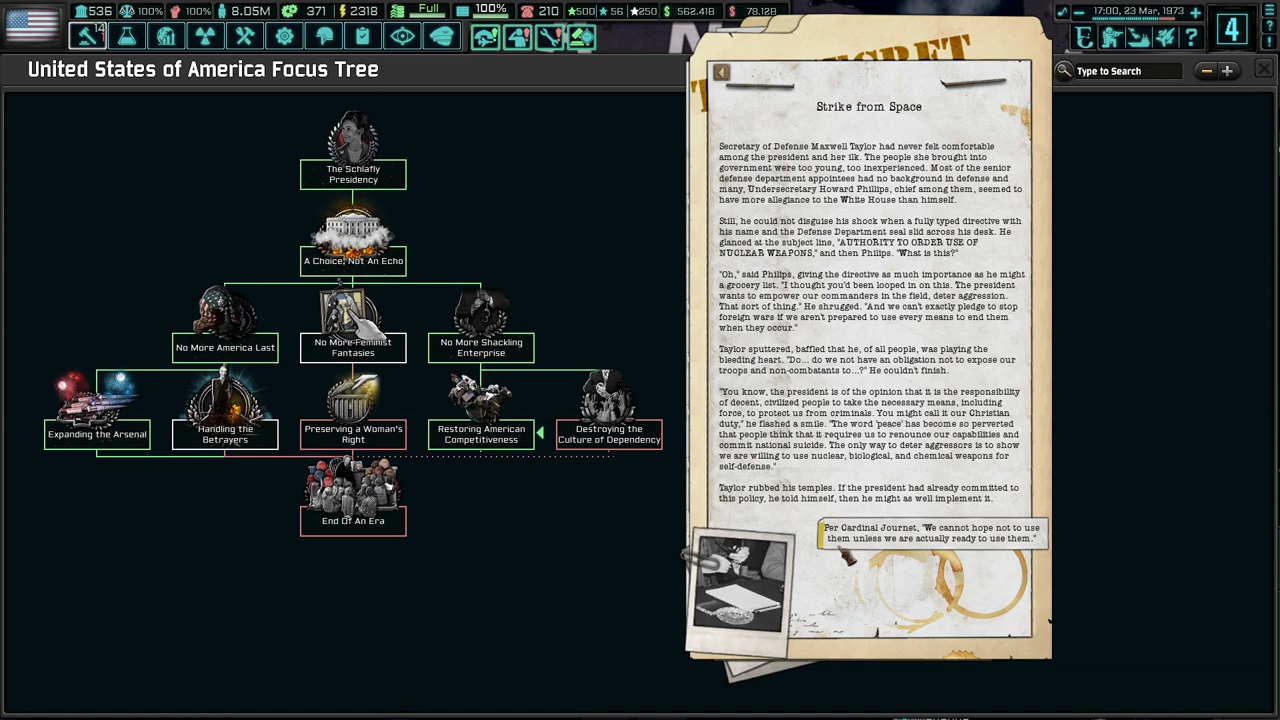 536
100%
100%
8.05M
371
2318
Full
100%
210
500
56
250
$ 562.41B
$ 78.12B
17:00, 23 Mar, 1973
14
4
United States of America Focus Tree
Type to Search
The Schlafly
Presidency
A Choice, Not An Echo
No More America Last
No More Feminist
Fantasies
No More Shackling
Enterprise
Expanding the Arsenal
Handling the
Betrayers
Preserving a Woman's
Right
Restoring American
Competitiveness
Destroying the
Culture of Dependency
End Of An Era
Strike from Space
Secretary of Defense Maxwell Taylor had never felt comfortable
among the president and her ilk. The people she brought into
government were too young, too inexperienced. Most of the senior
defense department appointees had no background in defense and
many, Undersecretary Howard Phillips, chief among them, seemed to
have more allegiance to the White House than himself.
Still, he could not disguise his shock when a fully typed directive with
his name and the Defense Department seal slid across his desk. He
glanced at the subject line, "AUTHORITY TO ORDER USE OF
NUCLEAR WEAPONS," and then Philips. "What is this?"
"Oh," said Philips, giving the directive as much importance as he might
a grocery list. "I thought you'd been looped in on this. The president
wants to empower our commanders in the field, deter aggression.
That sort of thing." He shrugged. "And we can't exactly pledge to stop
foreign wars if we aren't prepared to use every means to end them
when they occur."
Taylor sputtered, baffled that he, of all people, was playing the
bleeding heart. "Do... do we not have an obligation not to expose our
troops and non-combatants to...?" He couldn't finish.
"You know, the president is of the opinion that it is the responsibility
of decent, civilized people to take the necessary means, including
force, to protect us from criminals. You might call it our Christian
duty," he flashed a smile. "The word 'peace' has become so perverted
that people think that it requires us to renounce our capabilities and
commit national suicide. The only way to deter aggressors is to show
we are willing to use nuclear, biological, and chemical weapons for
self-defense."
Taylor rubbed his temples. If the president had already committed to
this policy, he told himself, then he might as well implement it.
Per Cardinal Journet, "We cannot hope not to use
them unless we are actually ready to use them."